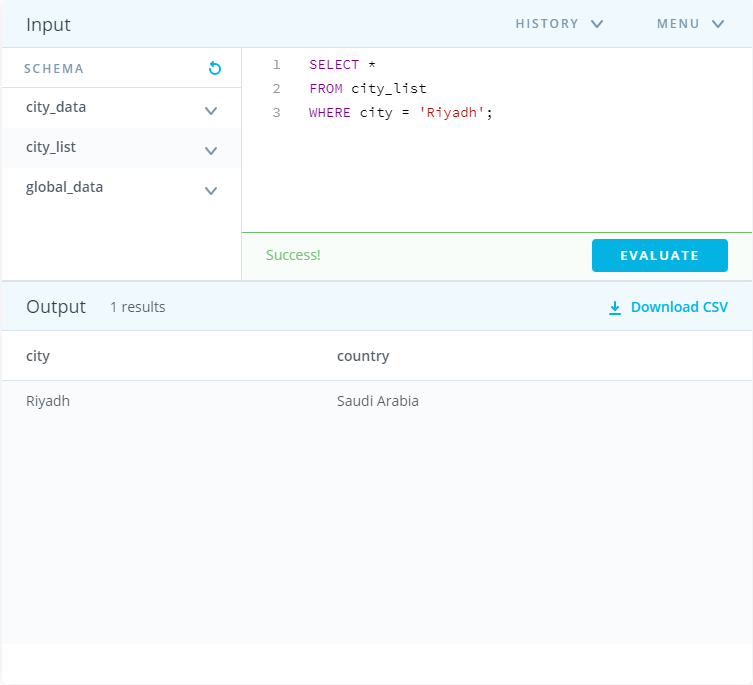 Input
HISTORY
MENU
SCHEMA
city_data
city_list
global_data
1 SELECT *
2 FROM city_list
3 WHERE city = 'Riyadh';
Success!
EVALUATE
Output 1 results
Download CSV
city country
Riyadh Saudi Arabia